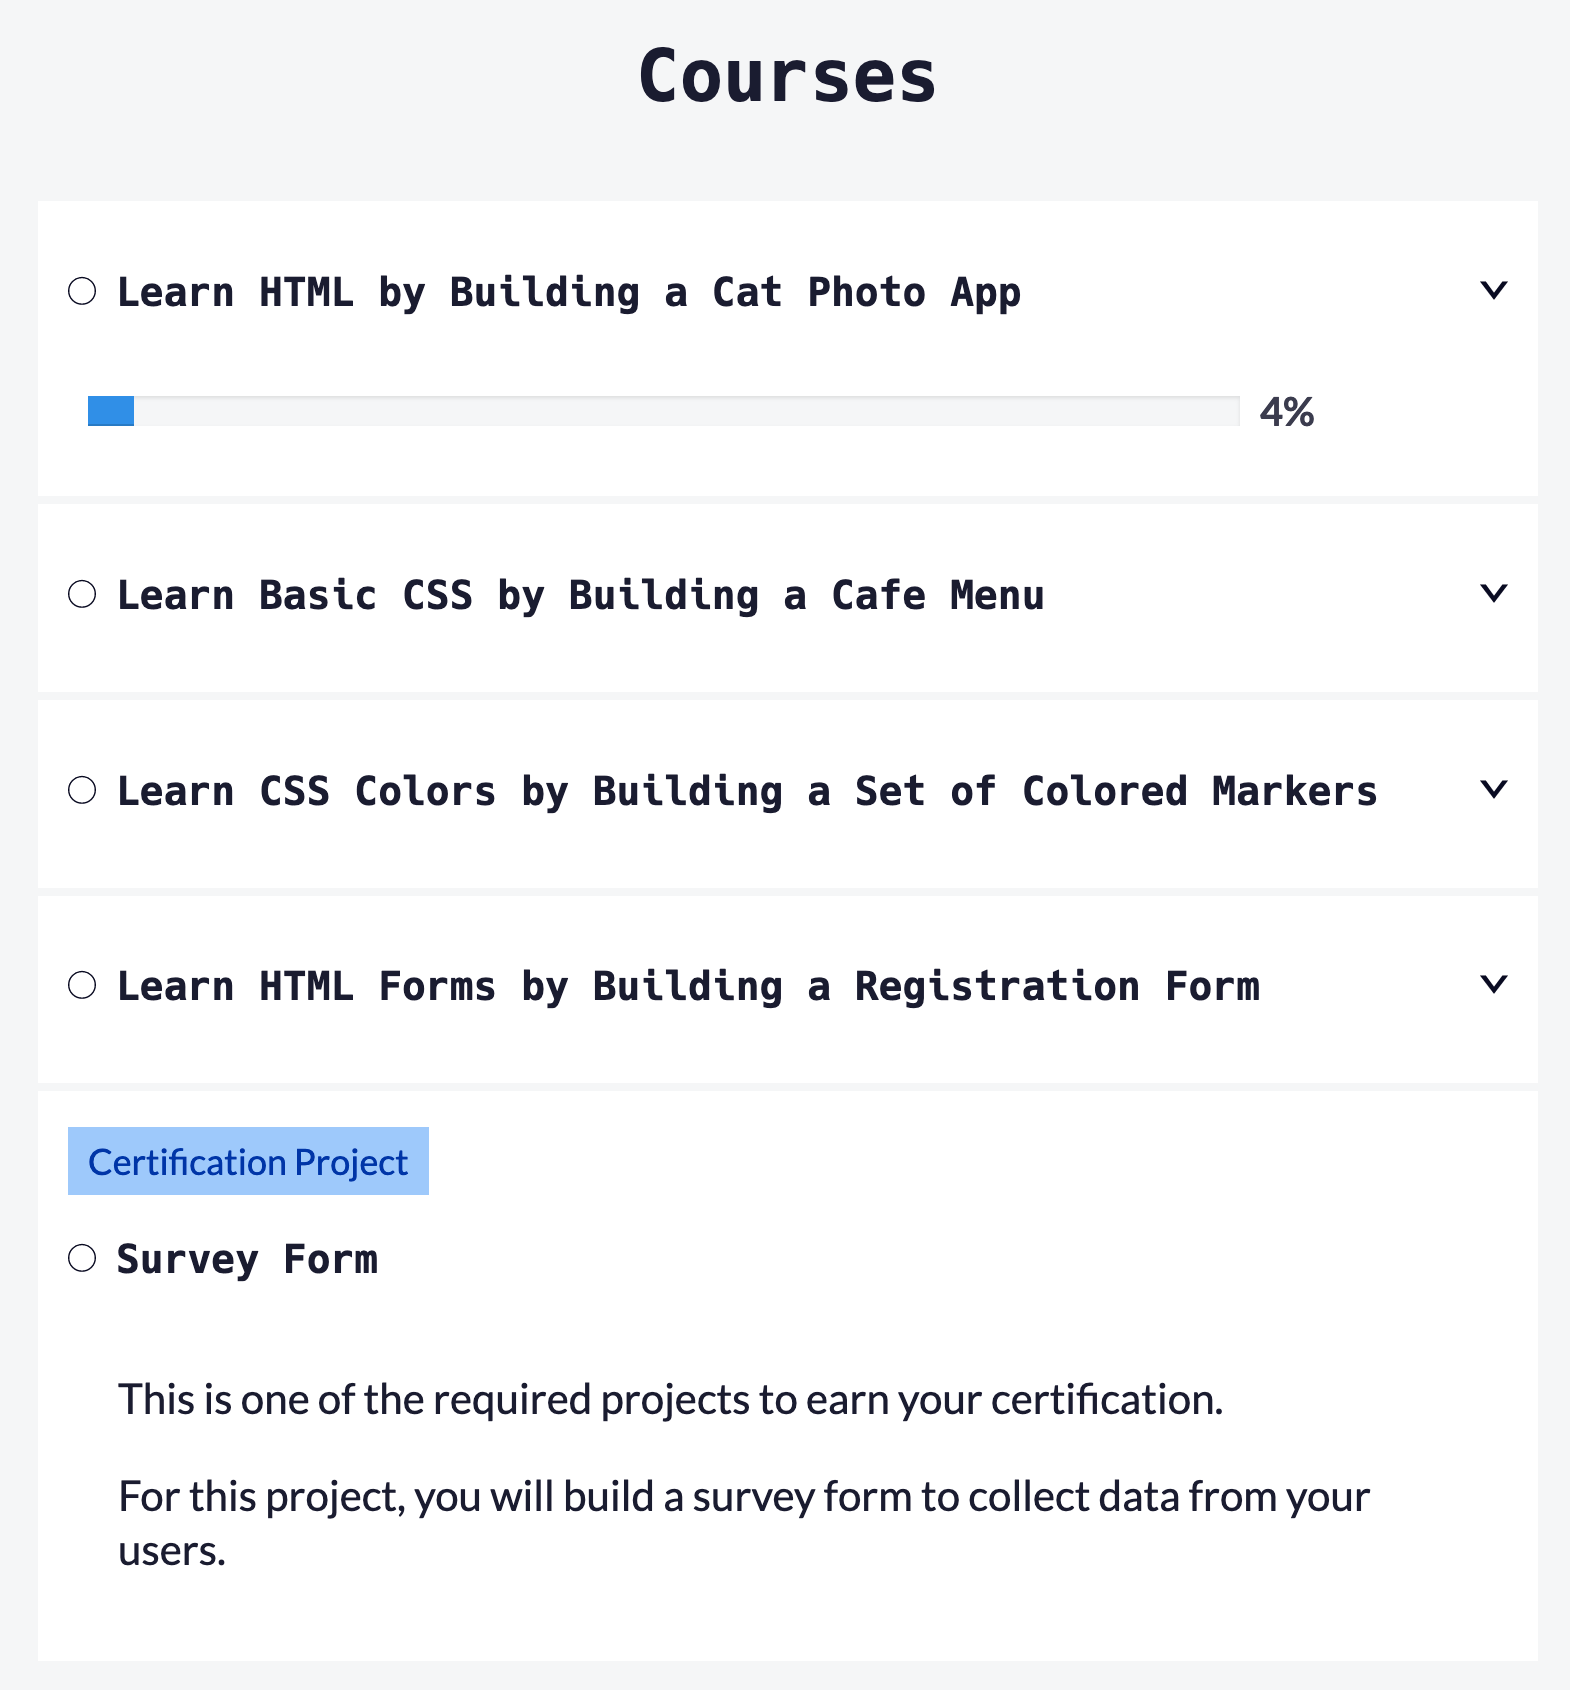 Courses
Learn HTML by Building a Cat Photo App
4%
Learn Basic CSS by Building a Cafe Menu
Learn CSS Colors by Building a Set of Colored Markers
Learn HTML Forms by Building a Registration Form
Certification Project
Survey Form
This is one of the required projects to earn your certification.
For this project, you will build a survey form to collect data from your
users.